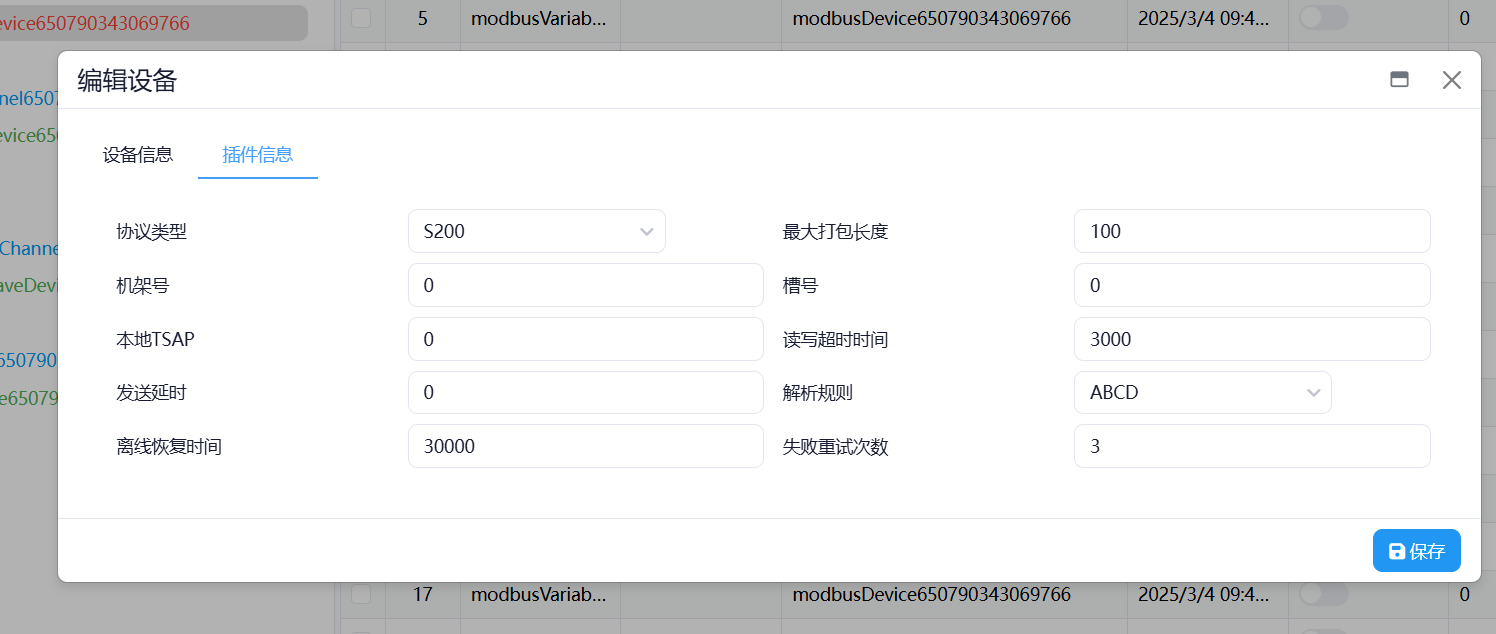 evice650790343069766
5 modbusVariab... modbusDevice650790343069766 2025/3/4 09:4... 0
编辑设备
nel6507
evice65
Channe
aveDevi
650790
e65079
设备信息 插件信息
协议类型 S200 最大打包长度 100
机架号 0 槽号 0
本地TSAP 0 读写超时时间 3000
发送延时 0 解析规则 ABCD
离线恢复时间 30000 失败重试次数 3
保存
17 modbusVariab... modbusDevice650790343069766 2025/3/4 09:4... 0